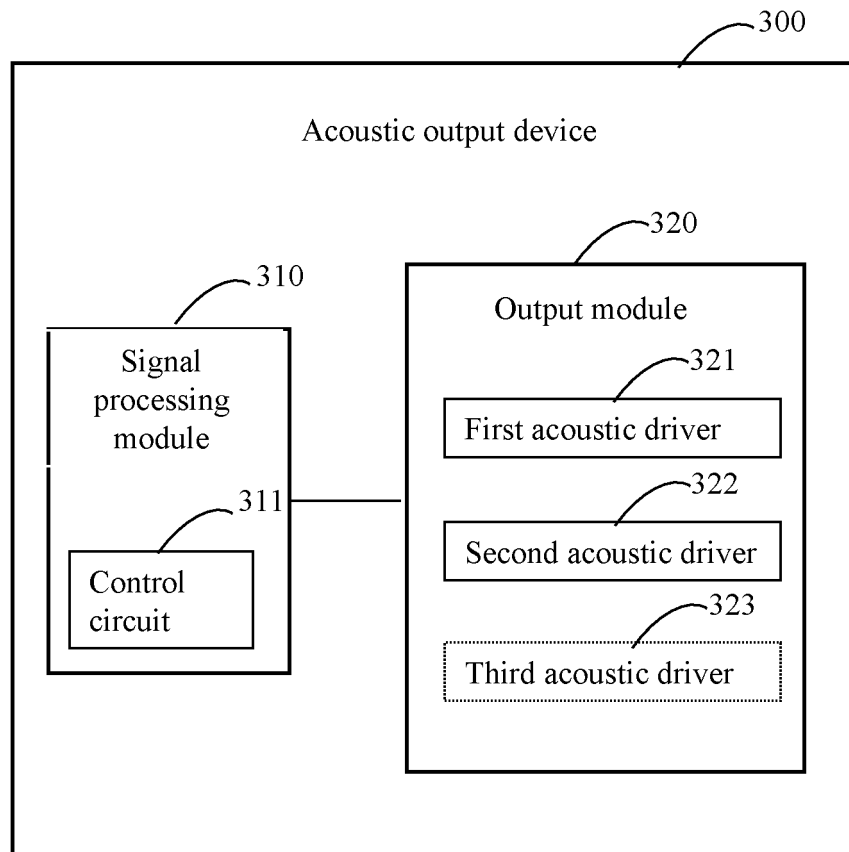 300
Acoustic output device
320
310
Output module
Signal
processing
module
321
First acoustic driver
322
311
Second acoustic driver
Control
circuit
323
Third acoustic driver